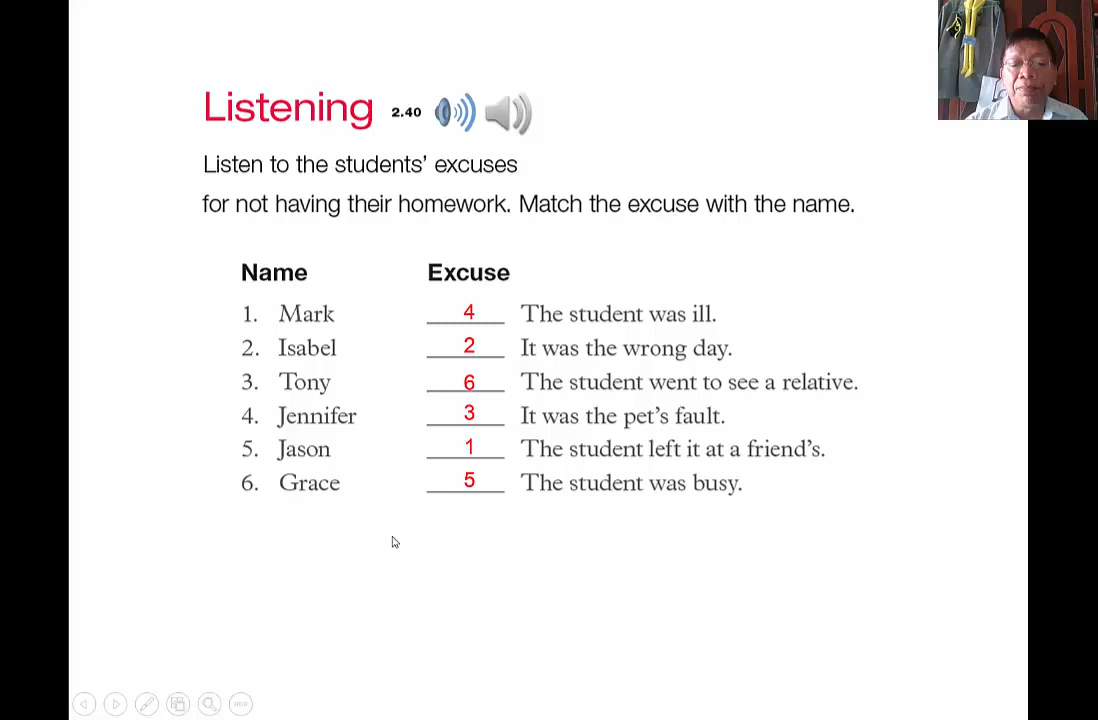 Listening 2.40
Listen to the students’ excuses
for not having their homework. Match the excuse with the name.
Name Excuse
1. Mark 4 The student was ill.
2. Isabel 2 It was the wrong day.
3. Tony 6 The student went to see a relative.
4. Jennifer 3 It was the pet’s fault.
5. Jason 1 The student left it at a friend’s.
6. Grace 5 The student was busy.